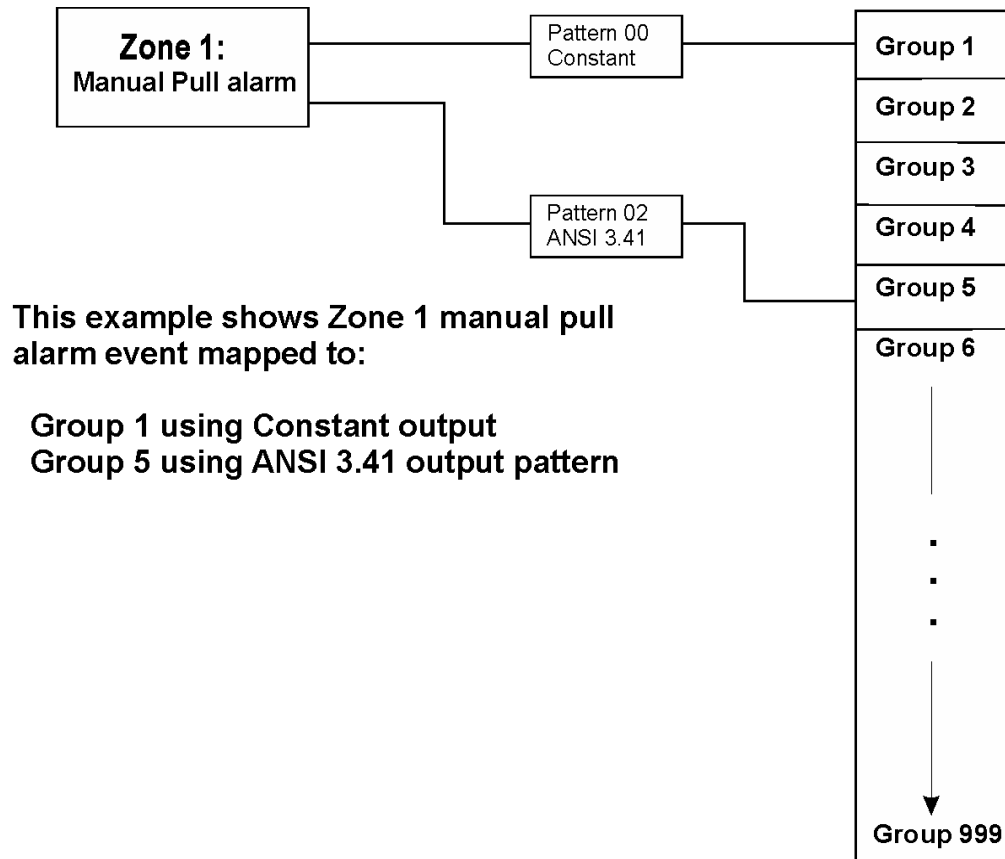 Zone 1:
Manual Pull alarm
Pattern 00
Constant
Pattern 02
ANSI 3.41
Group 1
Group 2
Group 3
Group 4
Group 5
Group 6
Group 999
This example shows Zone 1 manual pull
alarm event mapped to:
Group 1 using Constant output
Group 5 using ANSI 3.41 output pattern